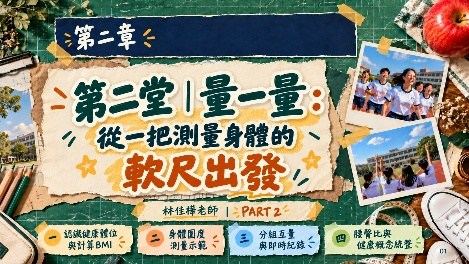 第二章
第二堂｜量一量：
從一把測量身體的
軟尺出發
林佳樺老師 | PART 2
一 認識健康體位
與計算BMI
二 身體圍度
測量示範
三 分組互量
與即時紀錄
四 腰臀比與
健康概念統整
01